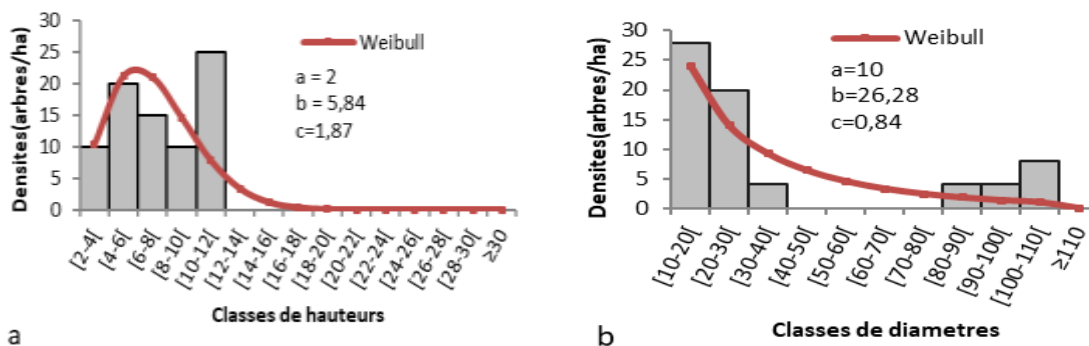 Densites(arbres/ha)
30
25
20
15
10
5
0
Weibull
a = 2
b = 5,84
c=1,87
[2-4[
[4-6[
[6-8[
[8-10[
[10-12[
[12-14[
[14-16[
[16-18[
[18-20[
[20-22[
[22-24[
[24-26[
[26-28[
[28-30[
≥30
Classes de hauteurs
a
Densités(arbres/ha)
30
25
20
15
10
5
0
Weibull
a=10
b=26,28
c=0,84
[10-20[
[20-30[
[30-40[
[40-50[
[50-60[
[60-70[
[70-80[
[80-90[
[90-100[
[100-110[
≥110
Classes de diametres
b